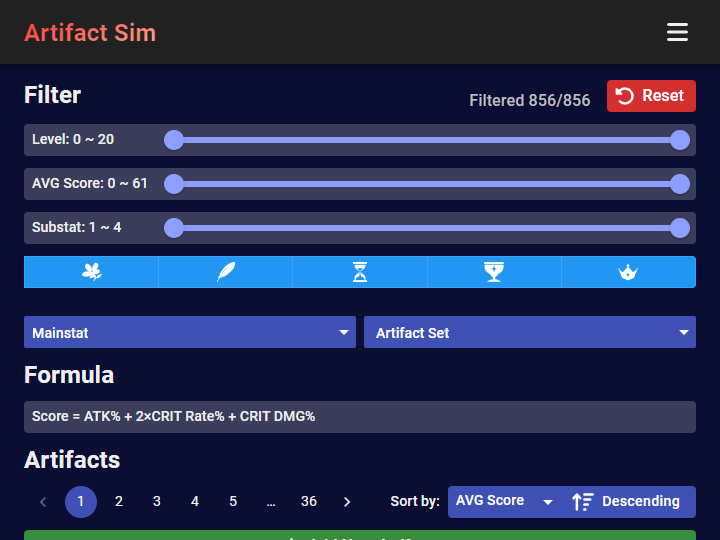 Artifact Sim
Filter
Filtered 856/856
Reset
Level: 0 ~ 20
AVG Score: 0 ~ 61
Substat: 1 ~ 4
Mainstat
Artifact Set
Formula
Score = ATK% + 2×CRIT Rate% + CRIT DMG%
Artifacts
1 2 3 4 5 ... 36
Sort by:
AVG Score
Descending